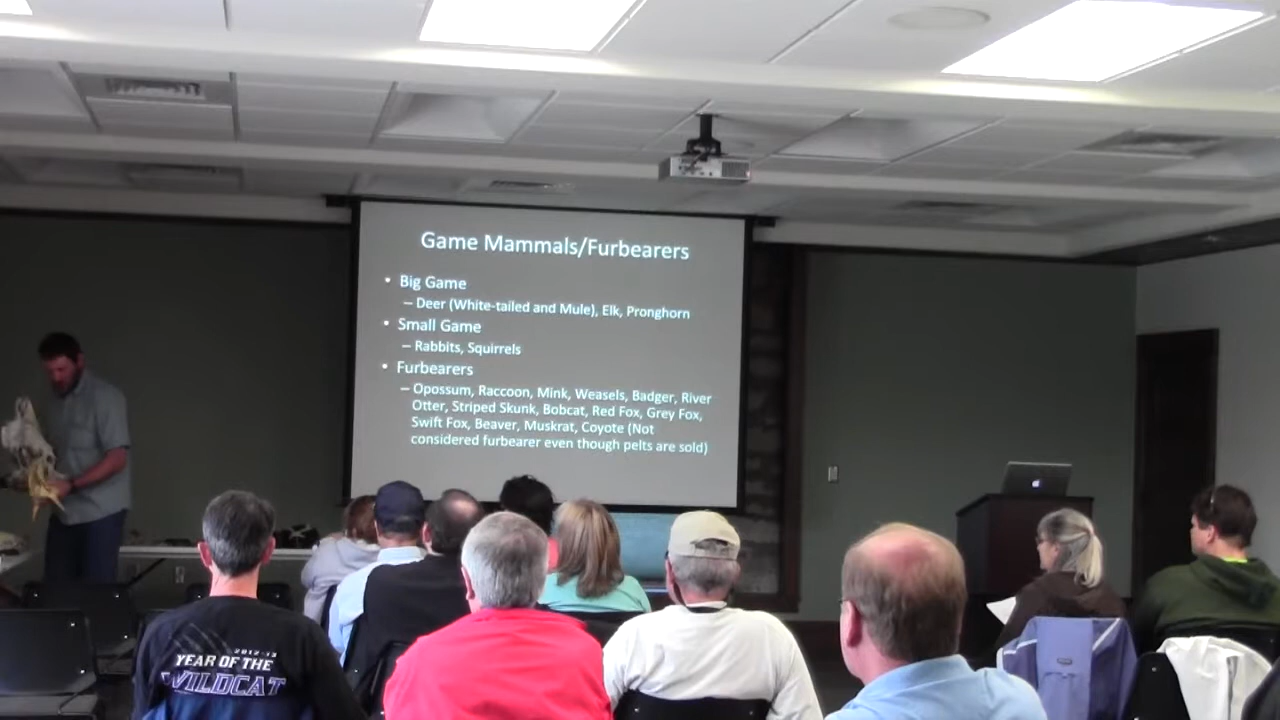 Game Mammals/Furbearers
• Big Game
– Deer (White-tailed and Mule), Elk, Pronghorn
• Small Game
– Rabbits, Squirrels
• Furbearers
– Opossum, Raccoon, Mink, Weasels, Badger, River
Otter, Striped Skunk, Bobcat, Red Fox, Grey Fox,
Swift Fox, Beaver, Muskrat, Coyote (Not
considered furbearer even though pelts are sold)
2012-13
YEAR OF THE
WILDCAT